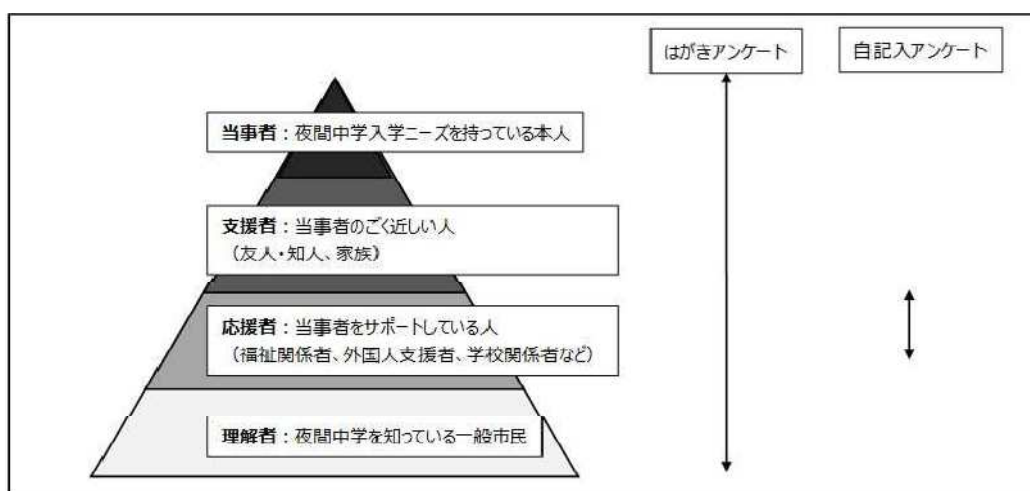 はがきアンケート
自記入アンケート
当事者：夜間中学入学ニーズを持っている本人
支援者：当事者のごく近しい人
（友人・知人、家族）
応援者：当事者をサポートしている人
（福祉関係者、外国人支援者、学校関係者など）
理解者：夜間中学を知っている一般市民